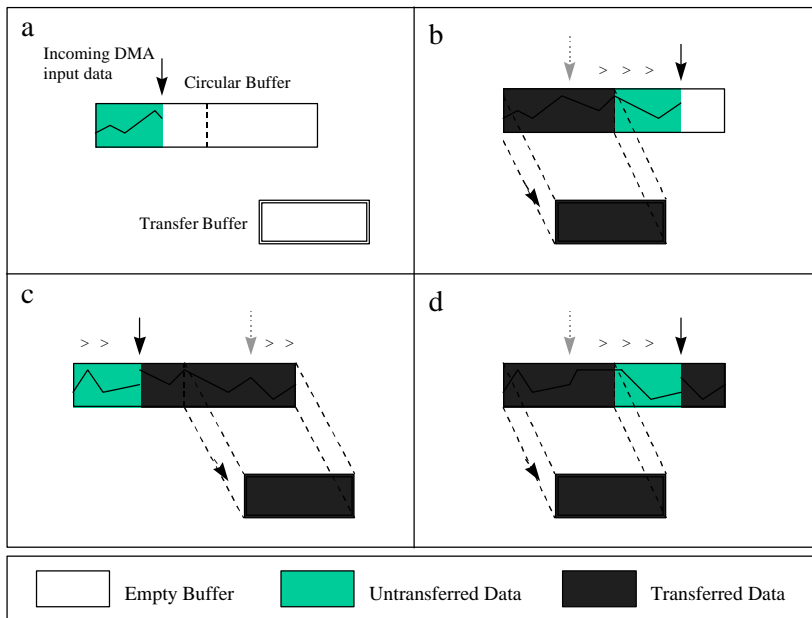 a
Incoming DMA
input data
Circular Buffer
Transfer Buffer
b
> > >
c
> >
> >
d
> > >
Empty Buffer
Untransferred Data
Transferred Data